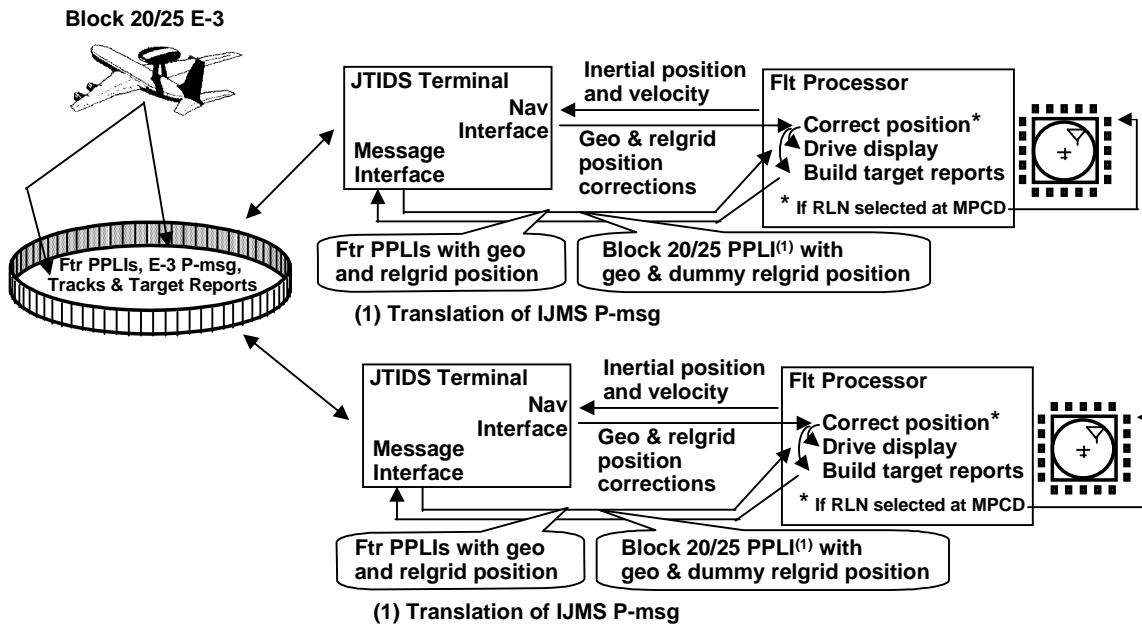 Block 20/25 E-3
Ftr PPLIs, E-3 P-msg,
Tracks & Target Reports
JTIDS Terminal
Nav
Interface
Message
Interface
Inertial position
and velocity
Geo & relgrid
position
corrections
Flt Processor
Correct position*
Drive display
Build target reports
* If RLN selected at MPCD
Ftr PPLIs with geo
and relgrid position
Block 20/25 PPLI(1) with
geo & dummy relgrid position
(1) Translation of IJMS P-msg
JTIDS Terminal
Nav
Interface
Message
Interface
Inertial position
and velocity
Geo & relgrid
position
corrections
Flt Processor
Correct position*
Drive display
Build target reports
* If RLN selected at MPCD
Ftr PPLIs with geo
and relgrid position
Block 20/25 PPLI(1) with
geo & dummy relgrid position
(1) Translation of IJMS P-msg